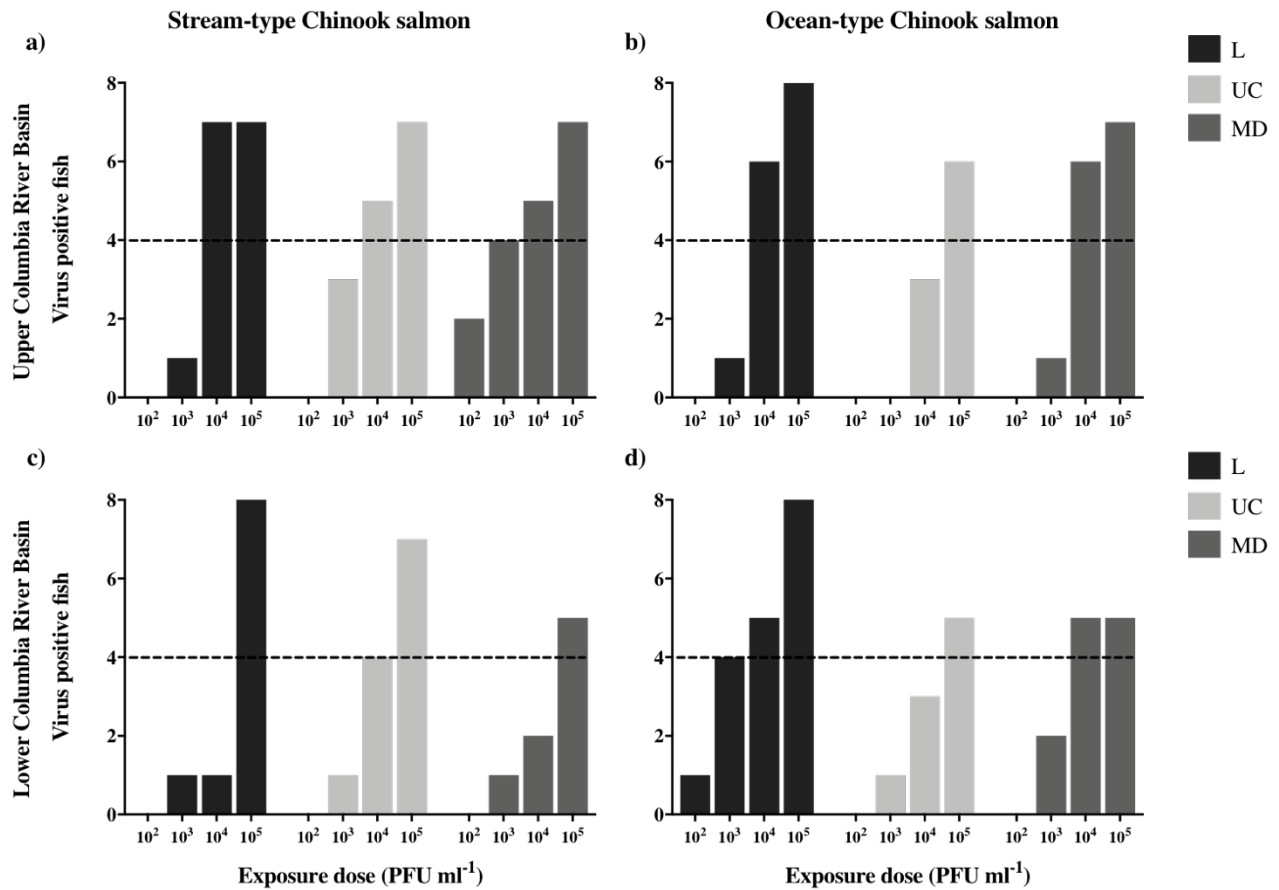 Stream-type Chinook salmon
Ocean-type Chinook salmon
a)
b)
L
UC
MD
Upper Columbia River Basin
Virus positive fish
8
6
4
2
0
10² 10³ 10⁴ 10⁵ 10² 10³ 10⁴ 10⁵ 10² 10³ 10⁴ 10⁵
8
6
4
2
0
10² 10³ 10⁴ 10⁵ 10² 10³ 10⁴ 10⁵ 10² 10³ 10⁴ 10⁵
c)
d)
L
UC
MD
Lower Columbia River Basin
Virus positive fish
8
6
4
2
0
10² 10³ 10⁴ 10⁵ 10² 10³ 10⁴ 10⁵ 10² 10³ 10⁴ 10⁵
8
6
4
2
0
10² 10³ 10⁴ 10⁵ 10² 10³ 10⁴ 10⁵ 10² 10³ 10⁴ 10⁵
Exposure dose (PFU ml⁻¹)
Exposure dose (PFU ml⁻¹)